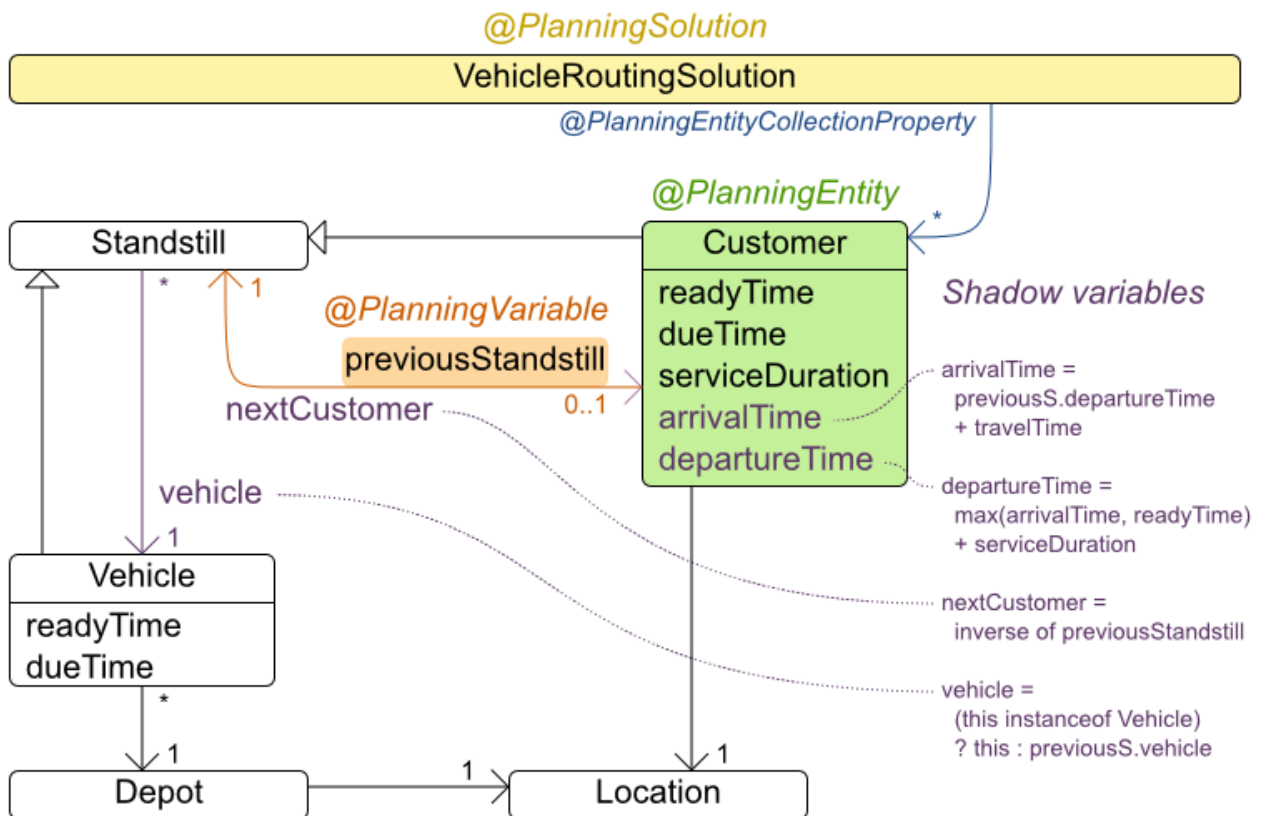 @PlanningSolution
VehicleRoutingSolution
@PlanningEntityCollectionProperty
@PlanningEntity
*
Standstill
Customer
*
1
@PlanningVariable
previousStandstill
nextCustomer
0..1
readyTime
dueTime
serviceDuration
arrivalTime
departureTime
Shadow variables
arrivalTime =
previousS.departureTime
+ travelTime
departureTime =
max(arrivalTime, readyTime)
+ serviceDuration
nextCustomer =
inverse of previousStandstill
vehicle =
(this instanceof Vehicle)
? this : previousS.vehicle
vehicle
1
Vehicle
readyTime
dueTime
*
1
1
1
Depot
Location